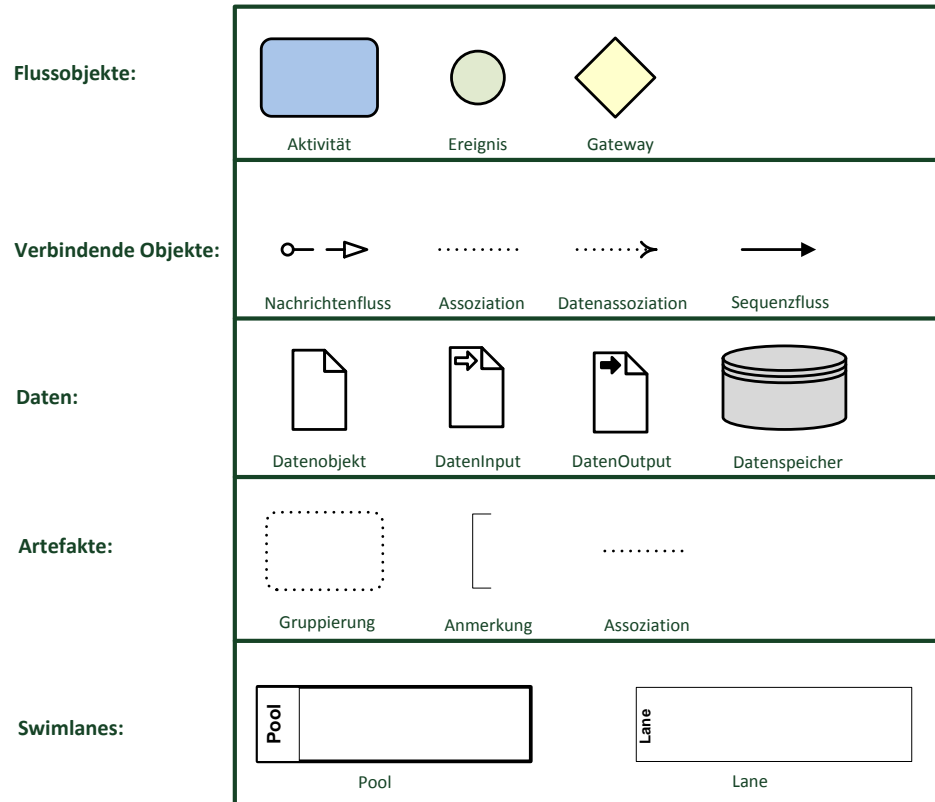 Flussobjekte:
Aktivität Ereignis Gateway
Verbindende Objekte:
Nachrichtenfluss Assoziation Datenassoziation Sequenzfluss
Daten:
Datenobjekt DatenInput DatenOutput Datenspeicher
Artefakte:
Gruppierung Anmerkung Assoziation
Swimlanes:
Pool Lane
Pool Lane